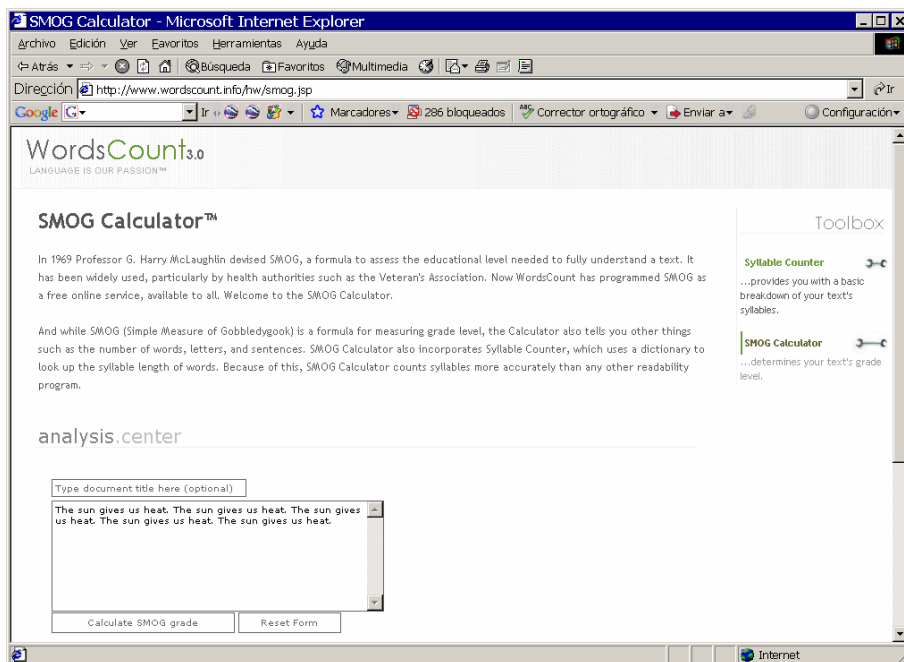 SMOG Calculator - Microsoft Internet Explorer
Archivo Edición Ver Favoritos Herramientas Ayuda
Atrás Búsqueda Favoritos Multimedia
Dirección http://www.wordscount.info/hw/smog.jsp Ir
Google G Ir Marcadores 286 bloqueados ABC Corrector ortográfico Enviar a Configuración
WordsCount3.0
LANGUAGE IS OUR PASSION™
SMOG Calculator™
In 1969 Professor G. Harry McLaughlin devised SMOG, a formula to assess the educational level needed to fully understand a text. It
has been widely used, particularly by health authorities such as the Veteran's Association. Now WordsCount has programmed SMOG as
a free online service, available to all. Welcome to the SMOG Calculator.
And while SMOG (Simple Measure of Gobbledygook) is a formula for measuring grade level, the Calculator also tells you other things
such as the number of words, letters, and sentences. SMOG Calculator also incorporates Syllable Counter, which uses a dictionary to
look up the syllable length of words. Because of this, SMOG Calculator counts syllables more accurately than any other readability
program.
Toolbox
Syllable Counter
...provides you with a basic
breakdown of your text's
syllables.
SMOG Calculator
...determines your text's grade
level.
analysis.center
Type document title here (optional)
The sun gives us heat. The sun gives us heat. The sun gives
us heat. The sun gives us heat. The sun gives us heat.
Calculate SMOG grade Reset Form
Internet